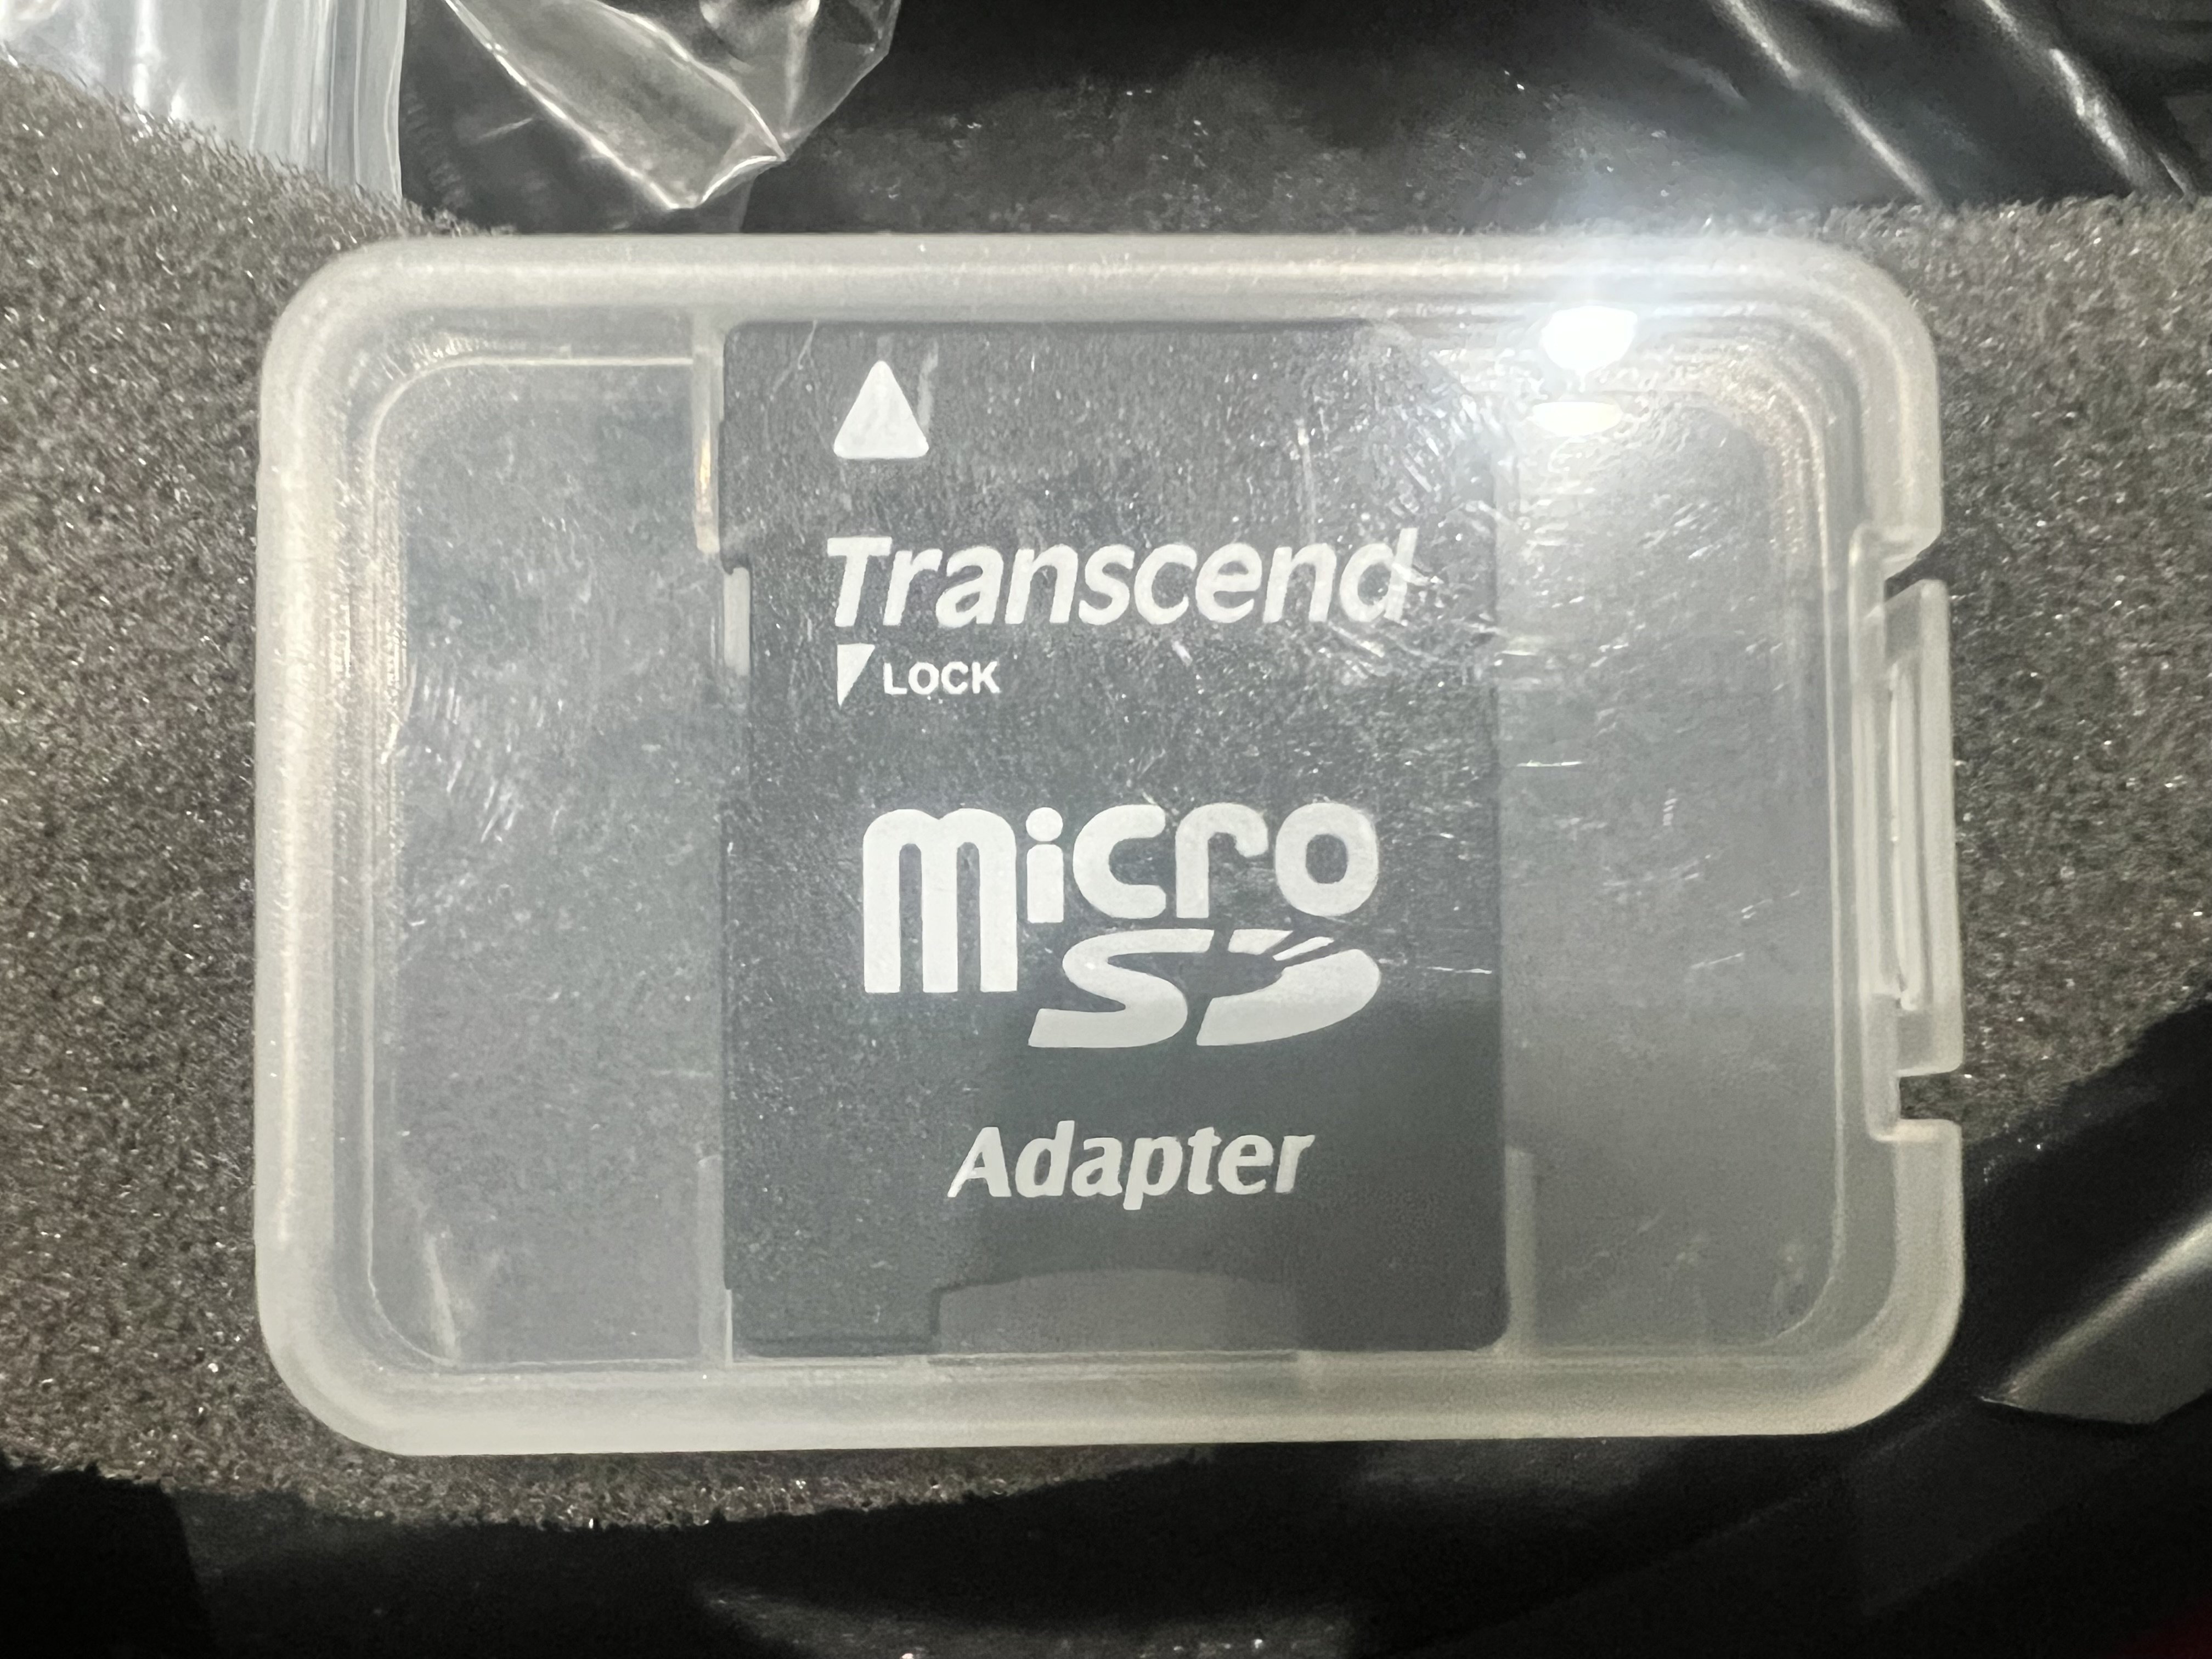 Transcend
LOCK
micro
SD
Adapter